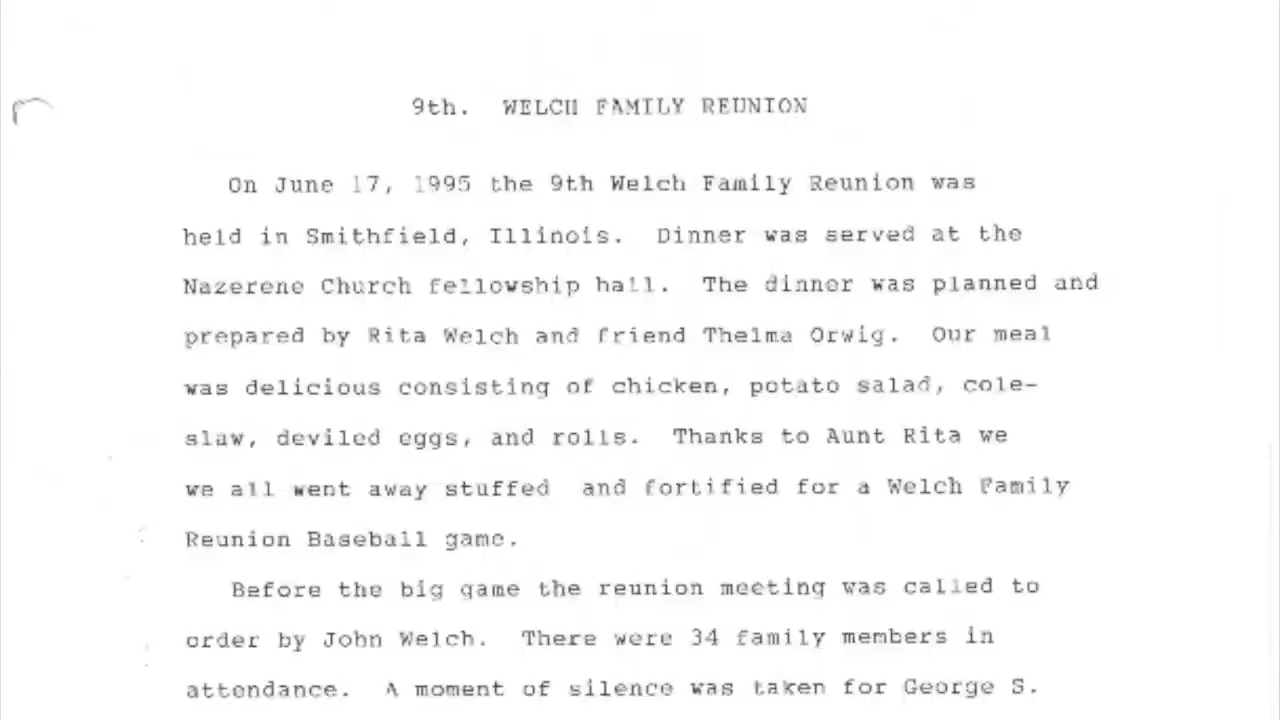 9th. WELCH FAMILY REUNION
On June 17, 1995 the 9th Welch Family Reunion was
held in Smithfield, Illinois. Dinner was served at the
Nazerene Church fellowship hall. The dinner was planned and
prepared by Rita Welch and friend Thelma Orwig. Our meal
was delicious consisting of chicken, potato salad, cole-
slaw, deviled eggs, and rolls. Thanks to Aunt Rita we
we all went away stuffed and fortified for a Welch Family
Reunion Baseball game.
Before the big game the reunion meeting was called to
order by John Welch. There were 34 family members in
attendance. A moment of silence was taken for George S.